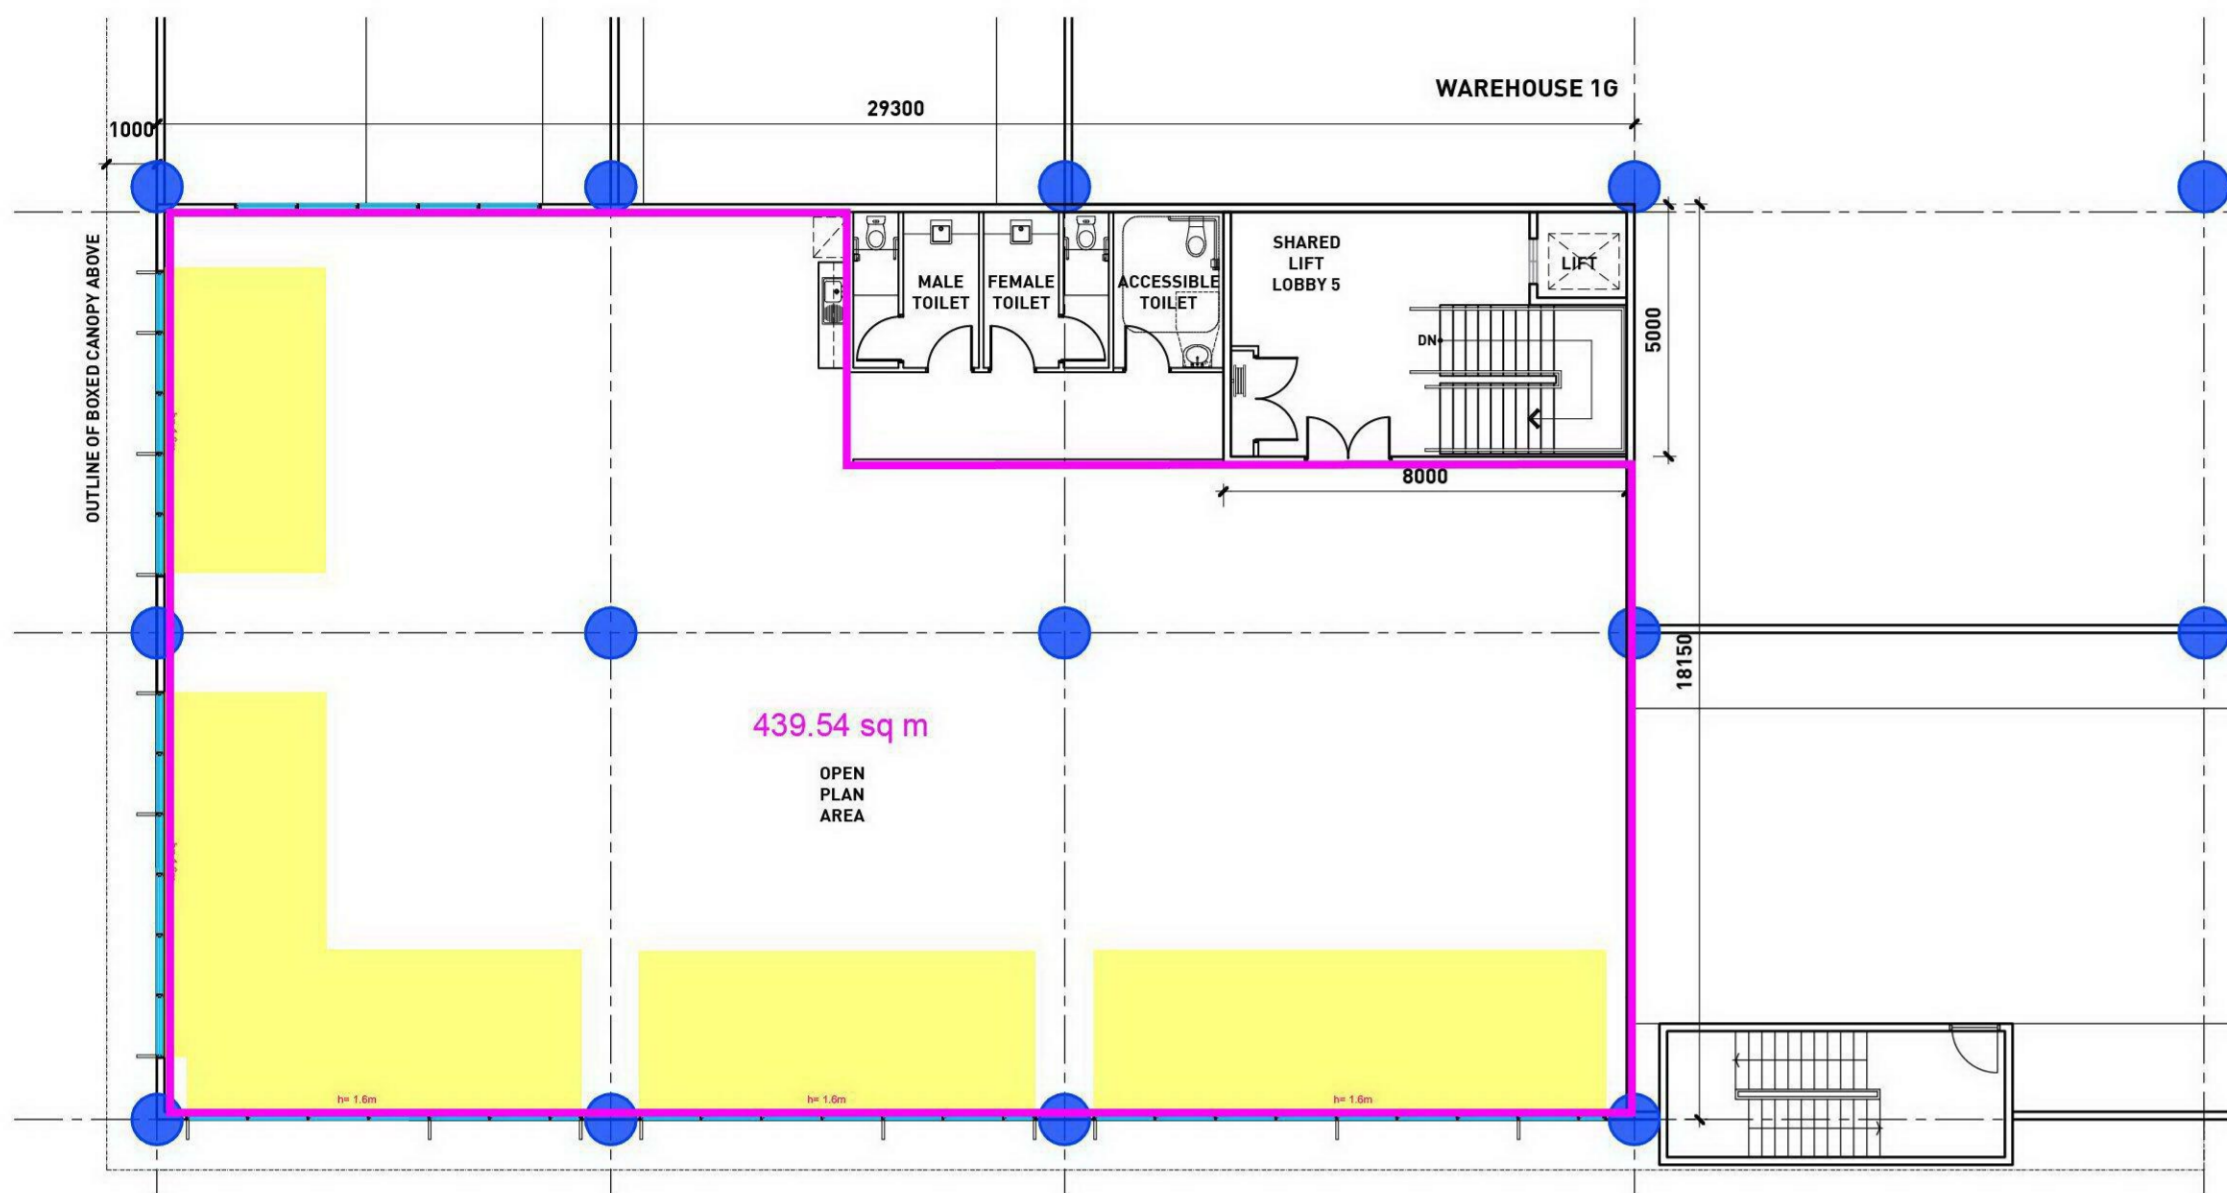 WAREHOUSE 1G
29300
1000
OUTLINE OF BOXED CANOPY ABOVE
SHARED
LIFT
LOBBY 5
LIFT
MALE
TOILET
FEMALE
TOILET
ACCESSIBLE
TOILET
DN
5000
8000
18150
439.54 sq m
OPEN
PLAN
AREA
h= 1.6m
h= 1.6m
h= 1.6m